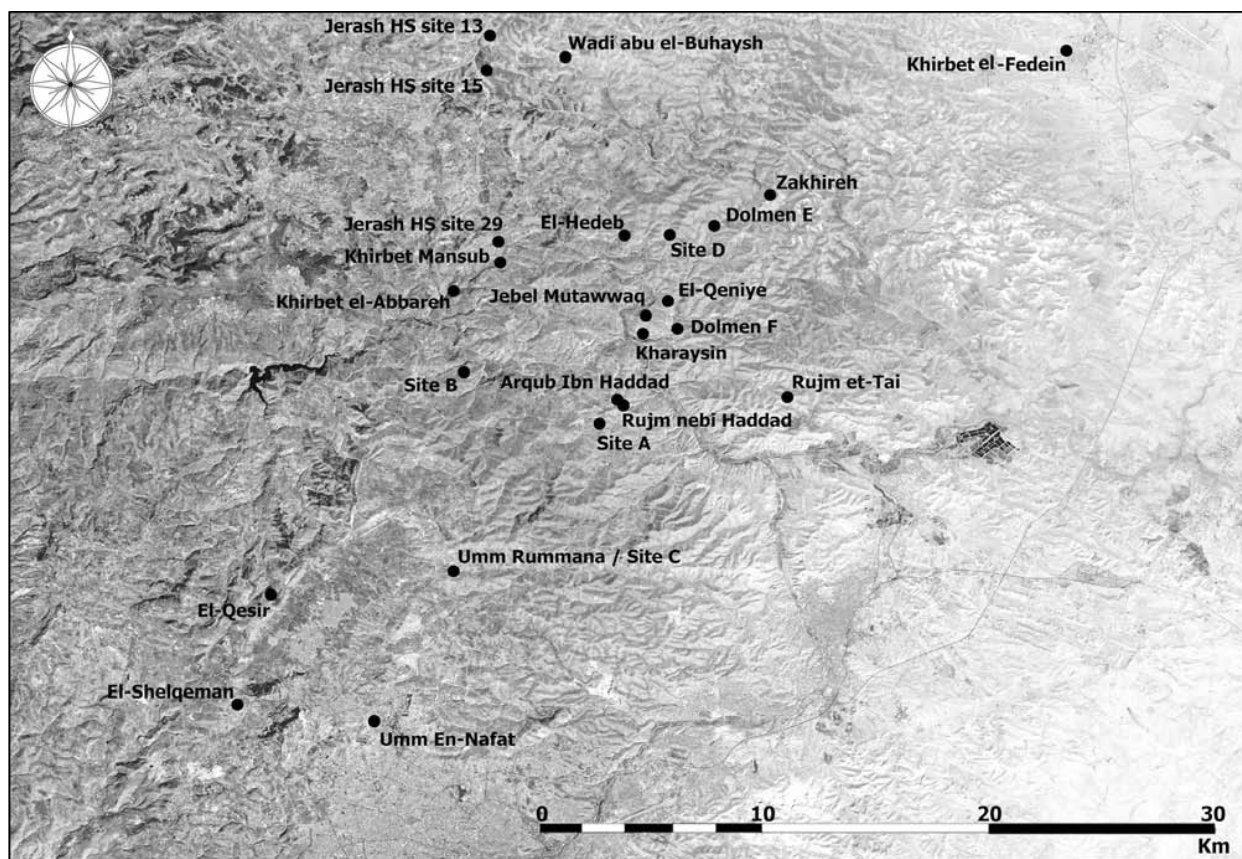 Jerash HS site 13
Wadi abu el-Buhaysh
Khirbet el-Fedein
Jerash HS site 15
Zakhireh
Dolmen E
Jerash HS site 29
El-Hedeb
Site D
Khirbet Mansub
El-Qeniye
Khirbet el-Abbareh
Jebel Mutawwaq
Dolmen F
Kharaysin
Site B
Arqub Ibn Haddad
Rujm et-Tai
Rujm nebi Haddad
Site A
Umm Rummana / Site C
El-Qesir
El-Shelqeman
Umm En-Nafat
0 10 20 30
Km